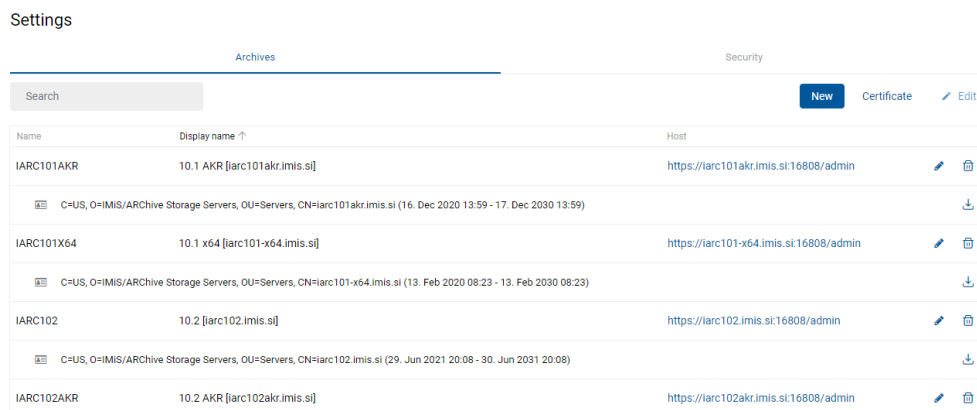 Settings
Archives Security
Search New Certificate Edit
Name Display name ↑ Host
IARC101AKR 10.1 AKR [iarc101akr.imis.si] https://iarc101akr.imis.si:16808/admin
C=US, O=IMiS/ARChive Storage Servers, OU=Servers, CN=iarc101akr.imis.si (16. Dec 2020 13:59 - 17. Dec 2030 13:59)
IARC101X64 10.1 x64 [iarc101-x64.imis.si] https://iarc101-x64.imis.si:16808/admin
C=US, O=IMiS/ARChive Storage Servers, OU=Servers, CN=iarc101-x64.imis.si (13. Feb 2020 08:23 - 13. Feb 2030 08:23)
IARC102 10.2 [iarc102.imis.si] https://iarc102.imis.si:16808/admin
C=US, O=IMiS/ARChive Storage Servers, OU=Servers, CN=iarc102.imis.si (29. Jun 2021 20:08 - 30. Jun 2031 20:08)
IARC102AKR 10.2 AKR [iarc102akr.imis.si] https://iarc102akr.imis.si:16808/admin